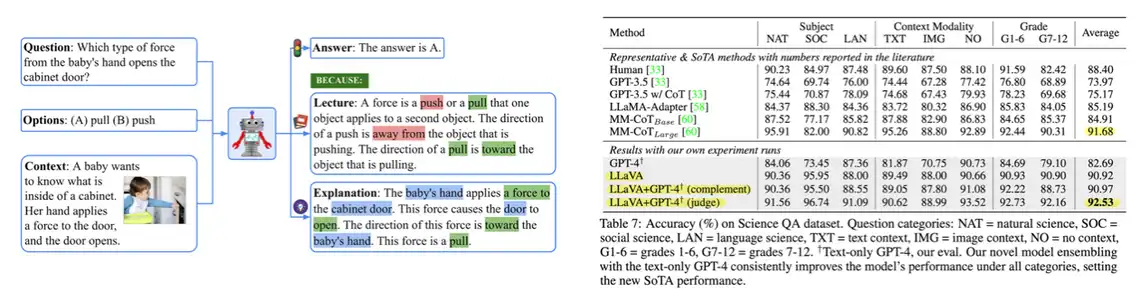 Question: Which type of force
from the baby's hand opens the
cabinet door?
Options: (A) pull (B) push
Context: A baby wants
to know what is
inside of a cabinet.
Her hand applies
a force to the door,
and the door opens.
Answer: The answer is A.
BECAUSE:
Lecture: A force is a push or a pull that one
object applies to a second object. The direction
of a push is away from the object that is
pushing. The direction of a pull is toward the
object that is pulling.
Explanation: The baby's hand applies a force to
the cabinet door. This force causes the door to
open. The direction of this force is toward the
baby's hand. This force is a pull.
Method Subject Context Modality Grade Average
NAT SOC LAN TXT IMG NO G1-6 G7-12
Representative & SoTA methods with numbers reported in the literature
Human [33] 90.23 84.97 87.48 89.60 87.50 88.10 91.59 82.42 88.40
GPT-3.5 [33] 74.64 69.74 76.00 74.44 67.28 77.42 76.80 68.89 73.97
GPT-3.5 w/ CoT [33] 75.44 70.87 78.09 74.68 67.43 79.93 78.23 69.68 75.17
LLaMA-Adapter [58] 84.37 88.30 84.36 83.72 80.32 86.90 85.83 84.05 85.19
MM-CoTBase [60] 87.52 77.17 85.82 87.88 82.90 86.83 84.65 85.37 84.91
MM-CoTLarge [60] 95.91 82.00 90.82 95.26 88.80 92.89 92.44 90.31 91.68
Results with our own experiment runs
GPT-4† 84.06 73.45 87.36 81.87 70.75 90.73 84.69 79.10 82.69
LLaVA 90.36 95.95 88.00 89.49 88.00 90.66 90.93 90.90 90.92
LLaVA+GPT-4† (complement) 90.36 95.50 88.55 89.05 87.80 91.08 92.22 88.73 90.97
LLaVA+GPT-4† (judge) 91.56 96.74 91.09 90.62 88.99 93.52 92.73 92.16 92.53
Table 7: Accuracy (%) on Science QA dataset. Question categories: NAT = natural science, SOC =
social science, LAN = language science, TXT = text context, IMG = image context, NO = no context,
G1-6 = grades 1-6, G7-12 = grades 7-12. †Text-only GPT-4, our eval. Our novel model ensembling
with the text-only GPT-4 consistently improves the model's performance under all categories, setting
the new SoTA performance.